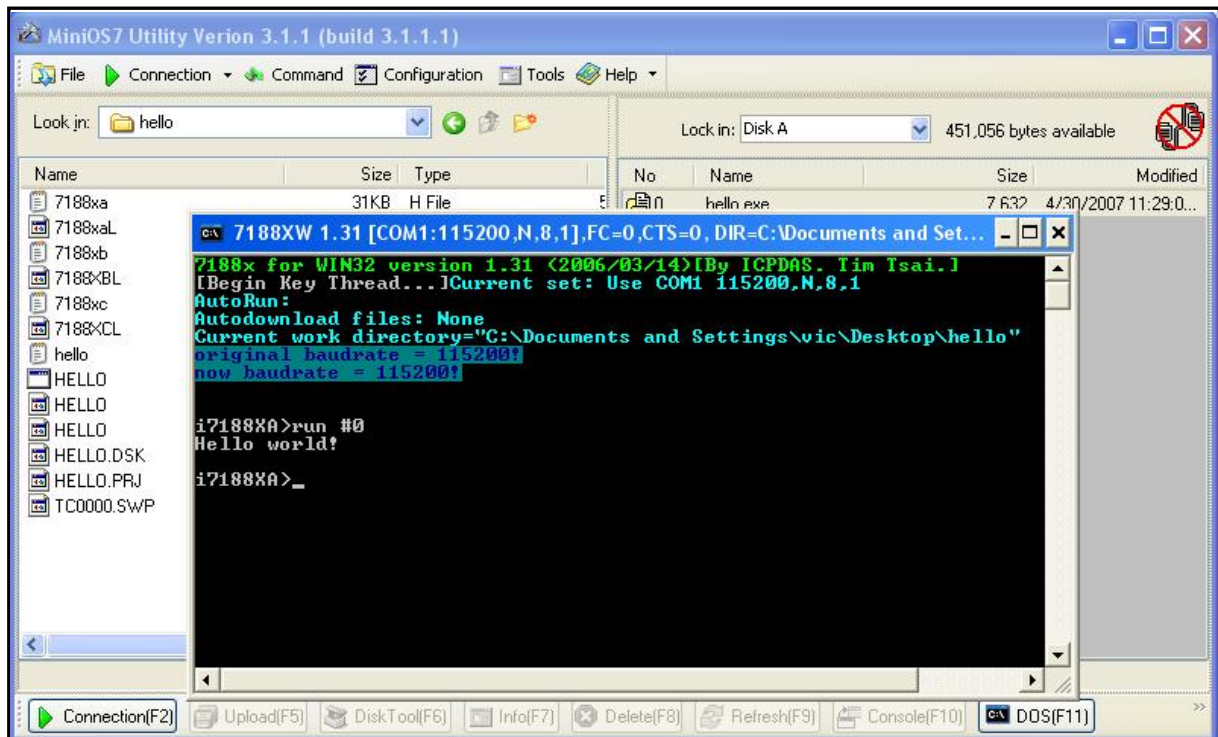 MiniOS7 Utility Verion 3.1.1 (build 3.1.1.1)
File Connection Command Configuration Tools Help
Look in: hello
Lock in: Disk A 451,056 bytes available
Name Size Type
No Name Size Modified
7188xa 31KB H File 5
0 hello.exe 7,632 4/30/2007 11:29:0...
7188xaL
7188xb
7188XBL
7188xc
7188XCL
hello
HELLO
HELLO
HELLO
HELLO.DSK
HELLO.PRJ
TC0000.SWP
7188XW 1.31 [COM1:115200,N,8,1],FC=0,CTS=0, DIR=C:\Documents and Set...
7188x for WIN32 version 1.31 (2006/03/14)[By ICPDAS. Tim Tsai.]
[Begin Key Thread...]Current set: Use COM1 115200,N,8,1
AutoRun:
Autodownload files: None
Current work directory="C:\Documents and Settings\vic\Desktop\hello"
original baudrate = 115200!
now baudrate = 115200!
i7188XA>run #0
Hello world!
i7188XA>_
Connection(F2) Upload(F5) DiskTool(F6) Info(F7) Delete(F8) Refresh(F9) Console(F10) DOS(F11)